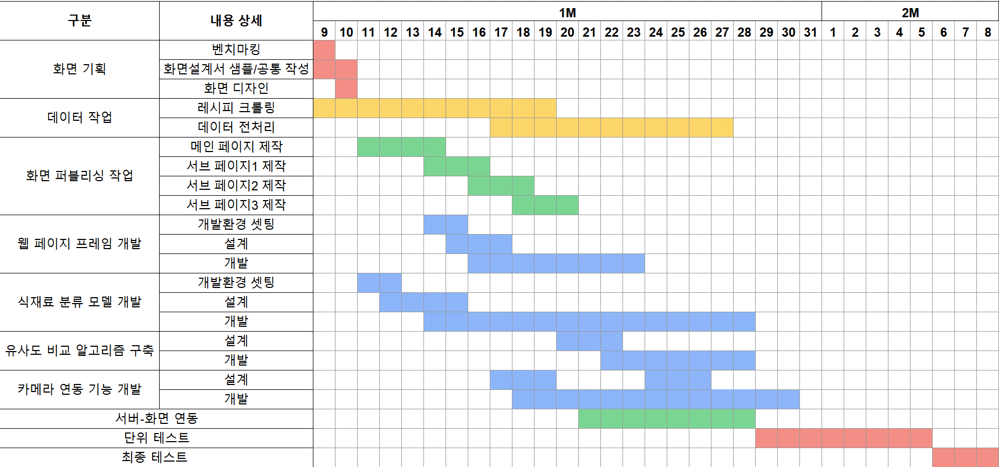 구분 내용 상세 1M 2M
9 10 11 12 13 14 15 16 17 18 19 20 21 22 23 24 25 26 27 28 29 30 31 1 2 3 4 5 6 7 8
화면 기획 벤치마킹
화면설계서 샘플/공통 작성
화면 디자인
데이터 작업 레시피 크롤링
데이터 전처리
화면 퍼블리싱 작업 메인 페이지 제작
서브 페이지1 제작
서브 페이지2 제작
서브 페이지3 제작
웹 페이지 프레임 개발 개발환경 셋팅
설계
개발
식재료 분류 모델 개발 개발환경 셋팅
설계
개발
유사도 비교 알고리즘 구축 설계
개발
카메라 연동 기능 개발 설계
개발
서버-화면 연동
단위 테스트
최종 테스트